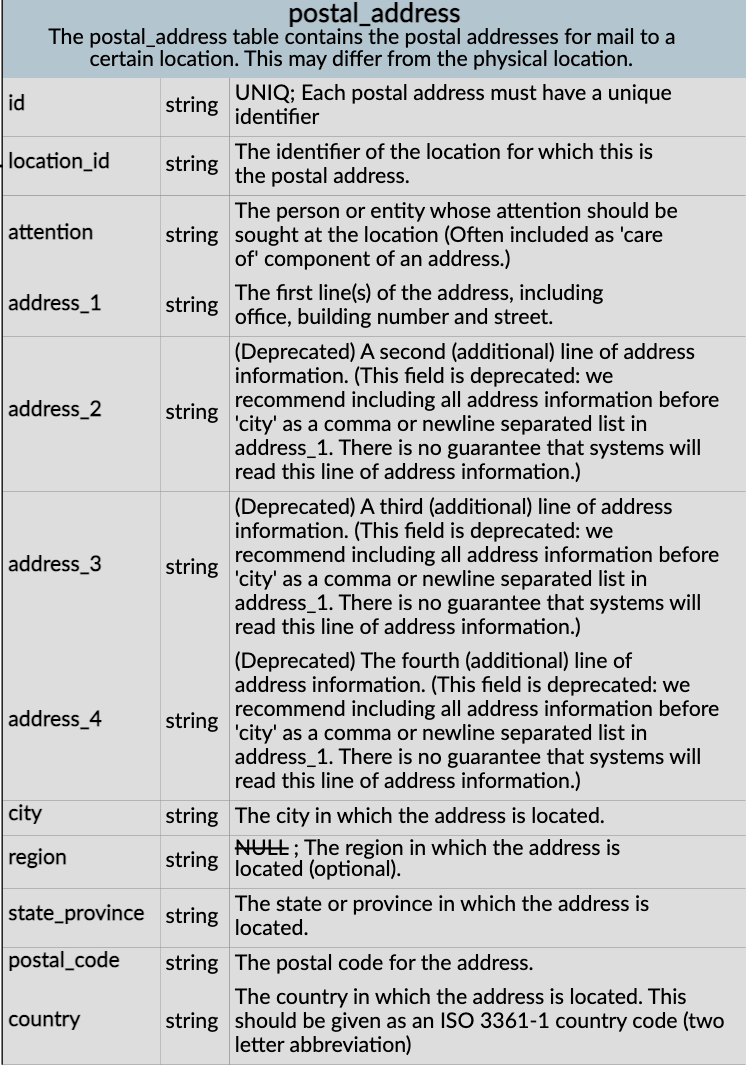 postal_address
The postal_address table contains the postal addresses for mail to a
certain location. This may differ from the physical location.
id
string
UNIQ; Each postal address must have a unique
identifier
location_id
string
The identifier of the location for which this is
the postal address.
attention
string
The person or entity whose attention should be
sought at the location (Often included as 'care
of' component of an address.)
address_1
string
The first line(s) of the address, including
office, building number and street.
address_2
string
(Deprecated) A second (additional) line of address
information. (This field is deprecated: we
recommend including all address information before
'city' as a comma or newline separated list in
address_1. There is no guarantee that systems will
read this line of address information.)
address_3
string
(Deprecated) A third (additional) line of address
information. (This field is deprecated: we
recommend including all address information before
'city' as a comma or newline separated list in
address_1. There is no guarantee that systems will
read this line of address information.)
address_4
string
(Deprecated) The fourth (additional) line of
address information. (This field is deprecated: we
recommend including all address information before
'city' as a comma or newline separated list in
address_1. There is no guarantee that systems will
read this line of address information.)
city
string
The city in which the address is located.
region
string
NULL ; The region in which the address is
located (optional).
state_province
string
The state or province in which the address is
located.
postal_code
string
The postal code for the address.
country
string
The country in which the address is located. This
should be given as an ISO 3361-1 country code (two
letter abbreviation)